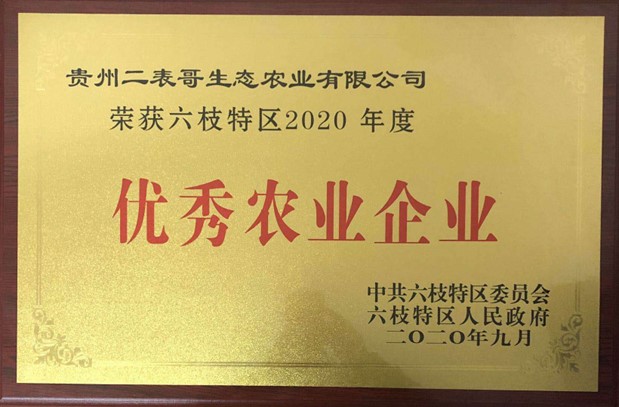 贵州二表哥生态农业有限公司
荣获六枝特区2020 年度
优秀农业企业
中共六枝特区委员会
六枝特区人民政府
二〇二〇年九月